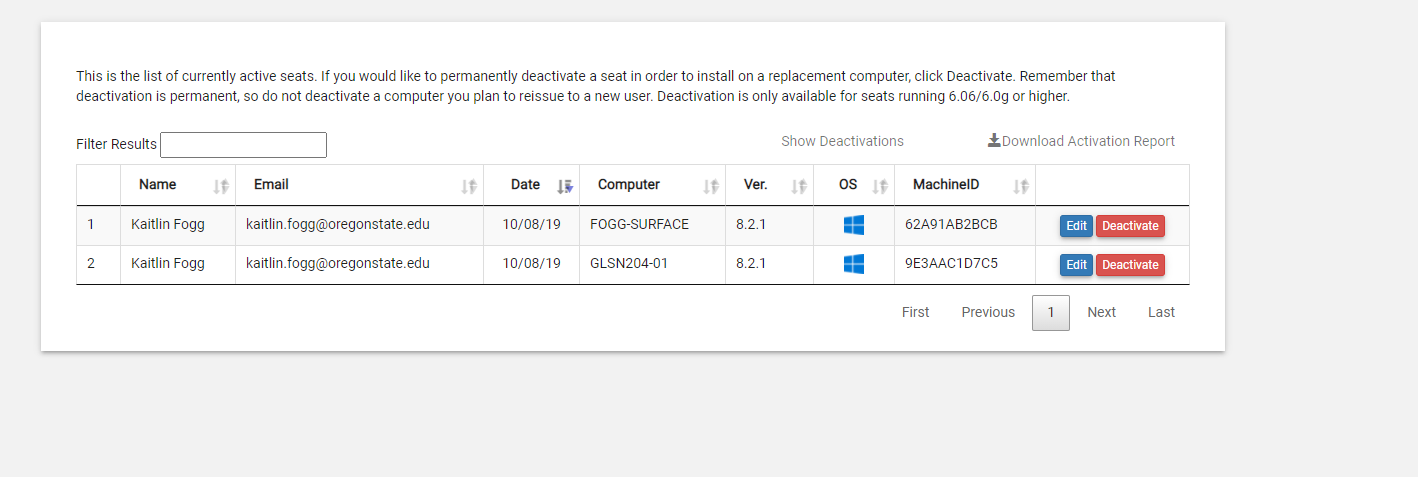 This is the list of currently active seats. If you would like to permanently deactivate a seat in order to install on a replacement computer, click Deactivate. Remember that
deactivation is permanent, so do not deactivate a computer you plan to reissue to a new user. Deactivation is only available for seats running 6.06/6.0g or higher.
Filter Results Show Deactivations Download Activation Report
Name Email Date Computer Ver. OS MachineID
1 Kaitlin Fogg kaitlin.fogg@oregonstate.edu 10/08/19 FOGG-SURFACE 8.2.1 62A91AB2BCB Edit Deactivate
2 Kaitlin Fogg kaitlin.fogg@oregonstate.edu 10/08/19 GLSN204-01 8.2.1 9E3AAC1D7C5 Edit Deactivate
First Previous 1 Next Last